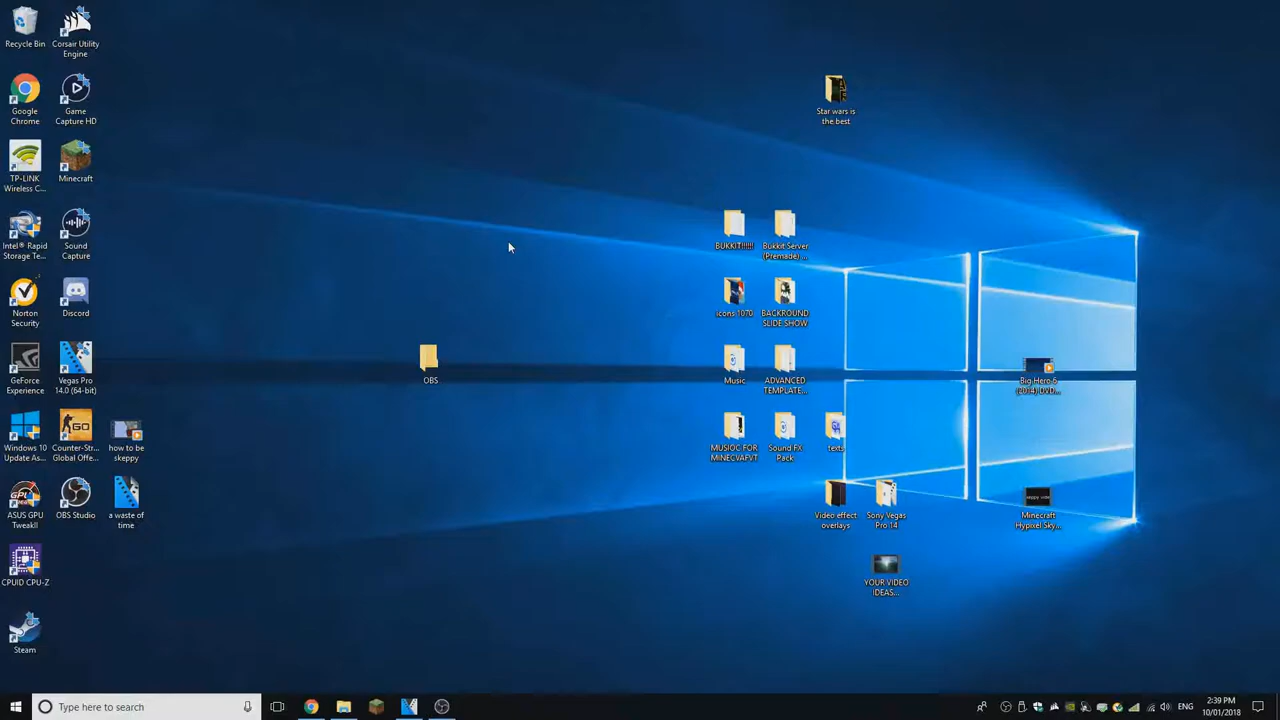 Recycle Bin
Corsair Utility
Engine
Google
Chrome
Game
Capture HD
TP-LINK
Wireless C...
Minecraft
Intel® Rapid
Storage Te...
Sound
Capture
Norton
Security
Discord
GeForce
Experience
Vegas Pro
14.0 (64-bit)
Windows 10
Update As...
Counter-Str...
Global Offe...
how to be
skeppy
ASUS GPU
TweakII
OBS Studio
a waste of
time
CPUID CPU-Z
Steam
OBS
Star wars is
the best
BUKKIT!!!!!!
Bukkit Server
(Premade) ...
icons 1070
BACKROUND
SLIDE SHOW
Music
ADVANCED
TEMPLATE...
MUSIOC FOR
MINECVAFVT
Sound FX
Pack
texts
Video effect
overlays
Sony Vegas
Pro 14
YOUR VIDEO
IDEAS...
Big Hero 6
(2014) DVD...
Minecraft
Hypixel Sky...
Type here to search
ENG
2:39 PM
10/01/2018